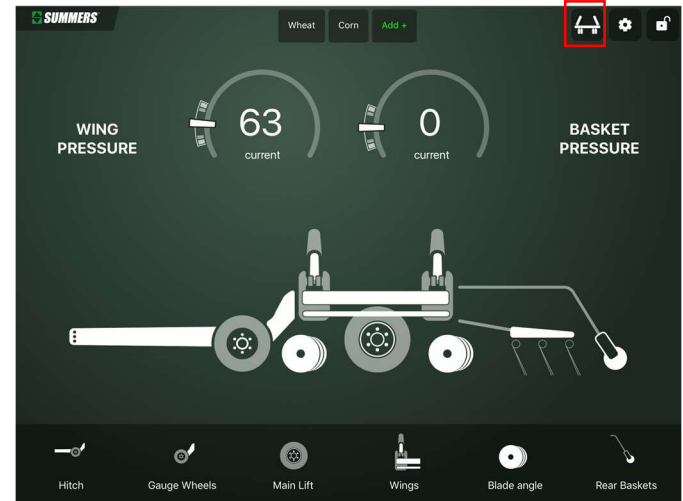 SUMMERS
Wheat Corn Add +
WING
PRESSURE
63
current
0
current
BASKET
PRESSURE
Hitch Gauge Wheels Main Lift Wings Blade angle Rear Baskets